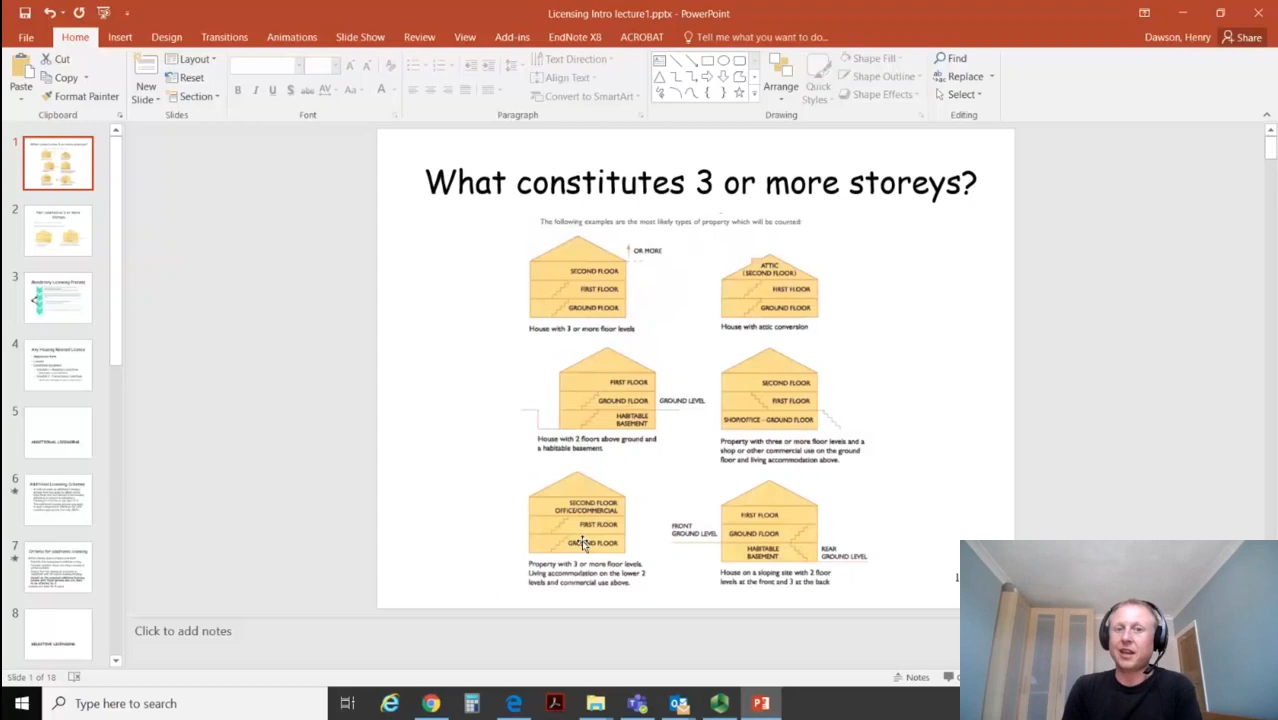 Licensing Intro lecture1.pptx - PowerPoint
Dawson, Henry
Share
File
Home
Insert
Design
Transitions
Animations
Slide Show
Review
View
Add-ins
EndNote X8
ACROBAT
Tell me what you want to do...
Paste
Cut
Copy
Format Painter
Clipboard
New
Slide
Layout
Reset
Section
Slides
Font
Text Direction
Align Text
Convert to SmartArt
Paragraph
Arrange
Quick
Styles
Shape Fill
Shape Outline
Shape Effects
Drawing
Find
Replace
Select
Editing
1
2
3
4
5
6
7
8
What constitutes 3 or more storeys?
The following examples are the most likely types of property which will be counted:
OR MORE
SECOND FLOOR
FIRST FLOOR
GROUND FLOOR
House with 3 or more floor levels
ATTIC
(SECOND FLOOR)
FIRST FLOOR
GROUND FLOOR
House with attic conversion
FIRST FLOOR
GROUND FLOOR
GROUND LEVEL
HABITABLE
BASEMENT
House with 2 floors above ground and
a habitable basement
SECOND FLOOR
FIRST FLOOR
SHOP/OFFICE - GROUND FLOOR
Property with three or more floor levels and a
shop or other commercial use on the ground
floor and living accommodation above.
SECOND FLOOR
OFFICE/COMMERCIAL
FIRST FLOOR
GROUND FLOOR
Property with 3 or more floor levels.
Living accommodation on the lower 2
levels and commercial use above.
FIRST FLOOR
FRONT
GROUND LEVEL
GROUND FLOOR
HABITABLE
BASEMENT
REAR
GROUND LEVEL
House on a sloping site with 2 floor
levels at the front and 3 at the back
Click to add notes
Slide 1 of 18
Notes
Type here to search